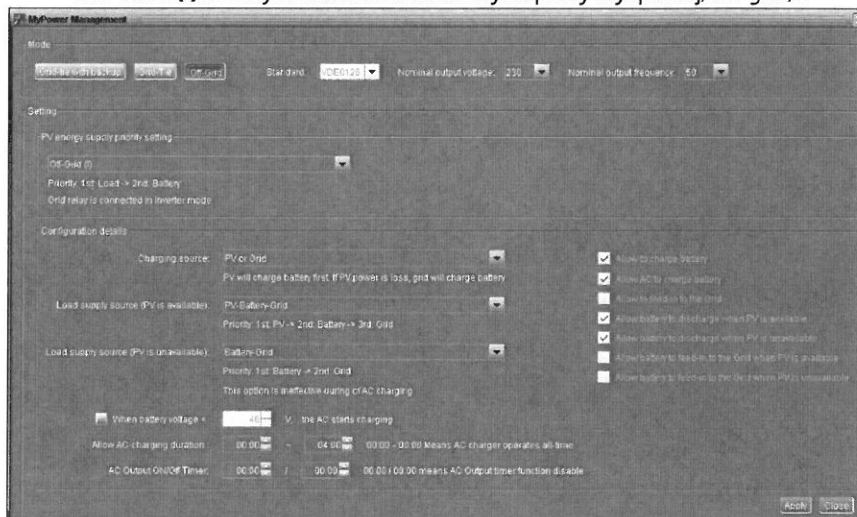 MyPower Management
Mode
Grid-tie with backup Grid-Tie Off-Grid Standard: VDE0126 Nominal output voltage: 230 Nominal output frequency: 50
Setting
PV energy supply priority setting
Off-Grid (I)
Priority: 1st: Load -> 2nd: Battery
Grid relay is connected in Inverter mode
Configuration details
Charging source: PV or Grid
PV will charge battery first. If PV power is loss, grid will charge battery
Load supply source (PV is available): PV-Battery-Grid
Priority: 1st: PV -> 2nd: Battery -> 3rd: Grid
Load supply source (PV is unavailable): Battery-Grid
Priority: 1st: Battery -> 2nd: Grid
This option is ineffective during of AC charging
Allow to charge battery
Allow AC to charge battery
Allow to feed-in to the Grid
Allow battery to discharge when PV is available
Allow battery to discharge when PV is unavailable
Allow battery to feed-in to the Grid when PV is available
Allow battery to feed-in to the Grid when PV is unavailable
When battery voltage < V, the AC starts charging
Allow AC-charging duration: 00:00 ~ 04:00 00:00 - 00:00 Means AC charger operates all-time
AC Output ON/Off Timer: 00:00 / 00:00 00:00 / 00:00 means AC Output timer function disable
Apply Close